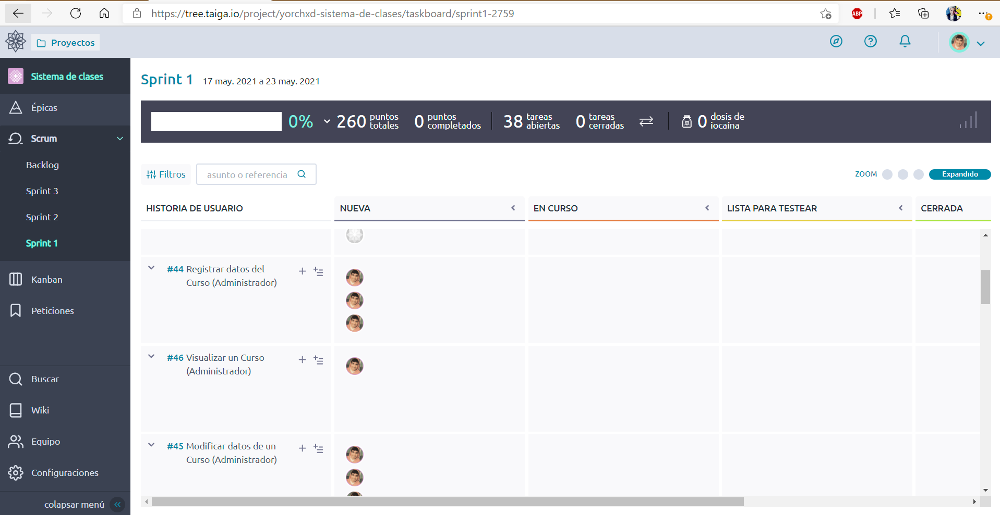 https://tree.taiga.io/project/yorchxd-sistema-de-clases/taskboard/sprint1-2759
ABP
Proyectos
Sistema de clases
Épicas
Scrum
Backlog
Sprint 3
Sprint 2
Sprint 1
Kanban
Peticiones
Buscar
Wiki
Equipo
Configuraciones
colapsar menú
Sprint 1 17 may. 2021 a 23 may. 2021
0% 260 puntos totales 0 puntos completados 38 tareas abiertas 0 tareas cerradas 0 dosis de iocaína
Filtros asunto o referencia ZOOM Expandido
HISTORIA DE USUARIO NUEVA EN CURSO LISTA PARA TESTEAR CERRADA
#44 Registrar datos del
Curso (Administrador)
#46 Visualizar un Curso
(Administrador)
#45 Modificar datos de un
Curso (Administrador)